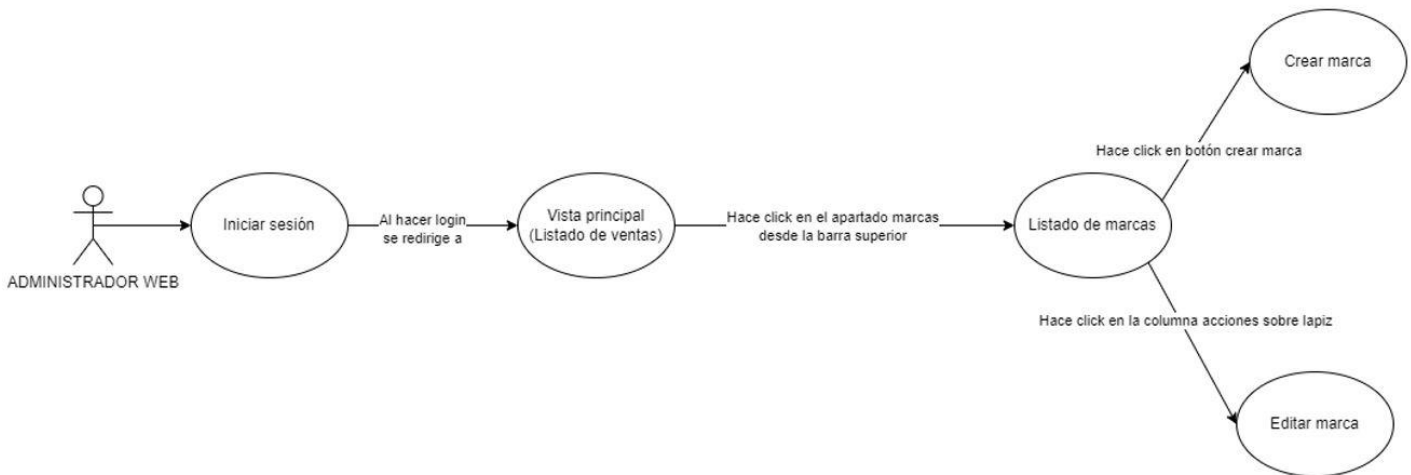 Crear marca
Hace click en botón crear marca
ADMINISTRADOR WEB
Iniciar sesión
Al hacer login
se redirige a
Vista principal
(Listado de ventas)
Hace click en el apartado marcas
desde la barra superior
Listado de marcas
Hace click en la columna acciones sobre lapiz
Editar marca